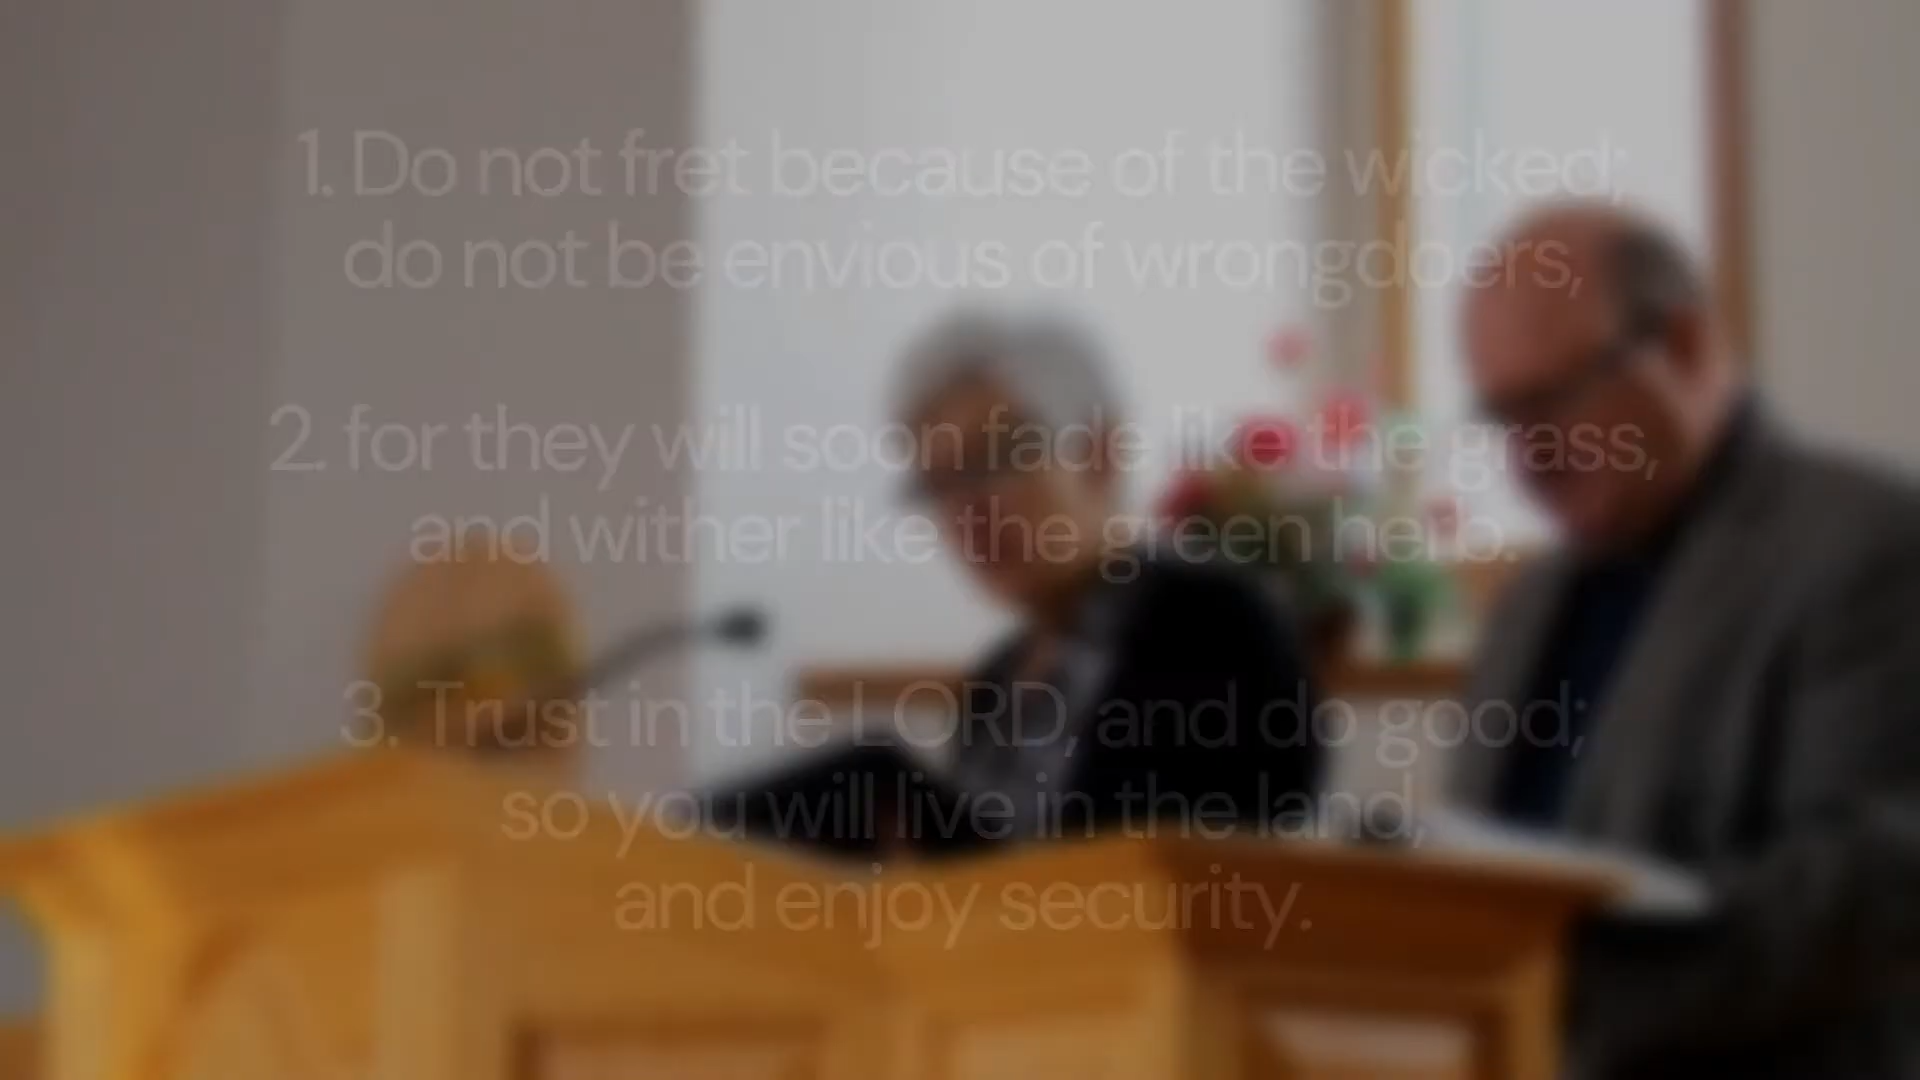 1. Do not fret because of the wicked;
do not be envious of wrongdoers,
2. for they will soon fade like the grass,
and wither like the green herb.
3. Trust in the LORD, and do good;
so you will live in the land,
and enjoy security.